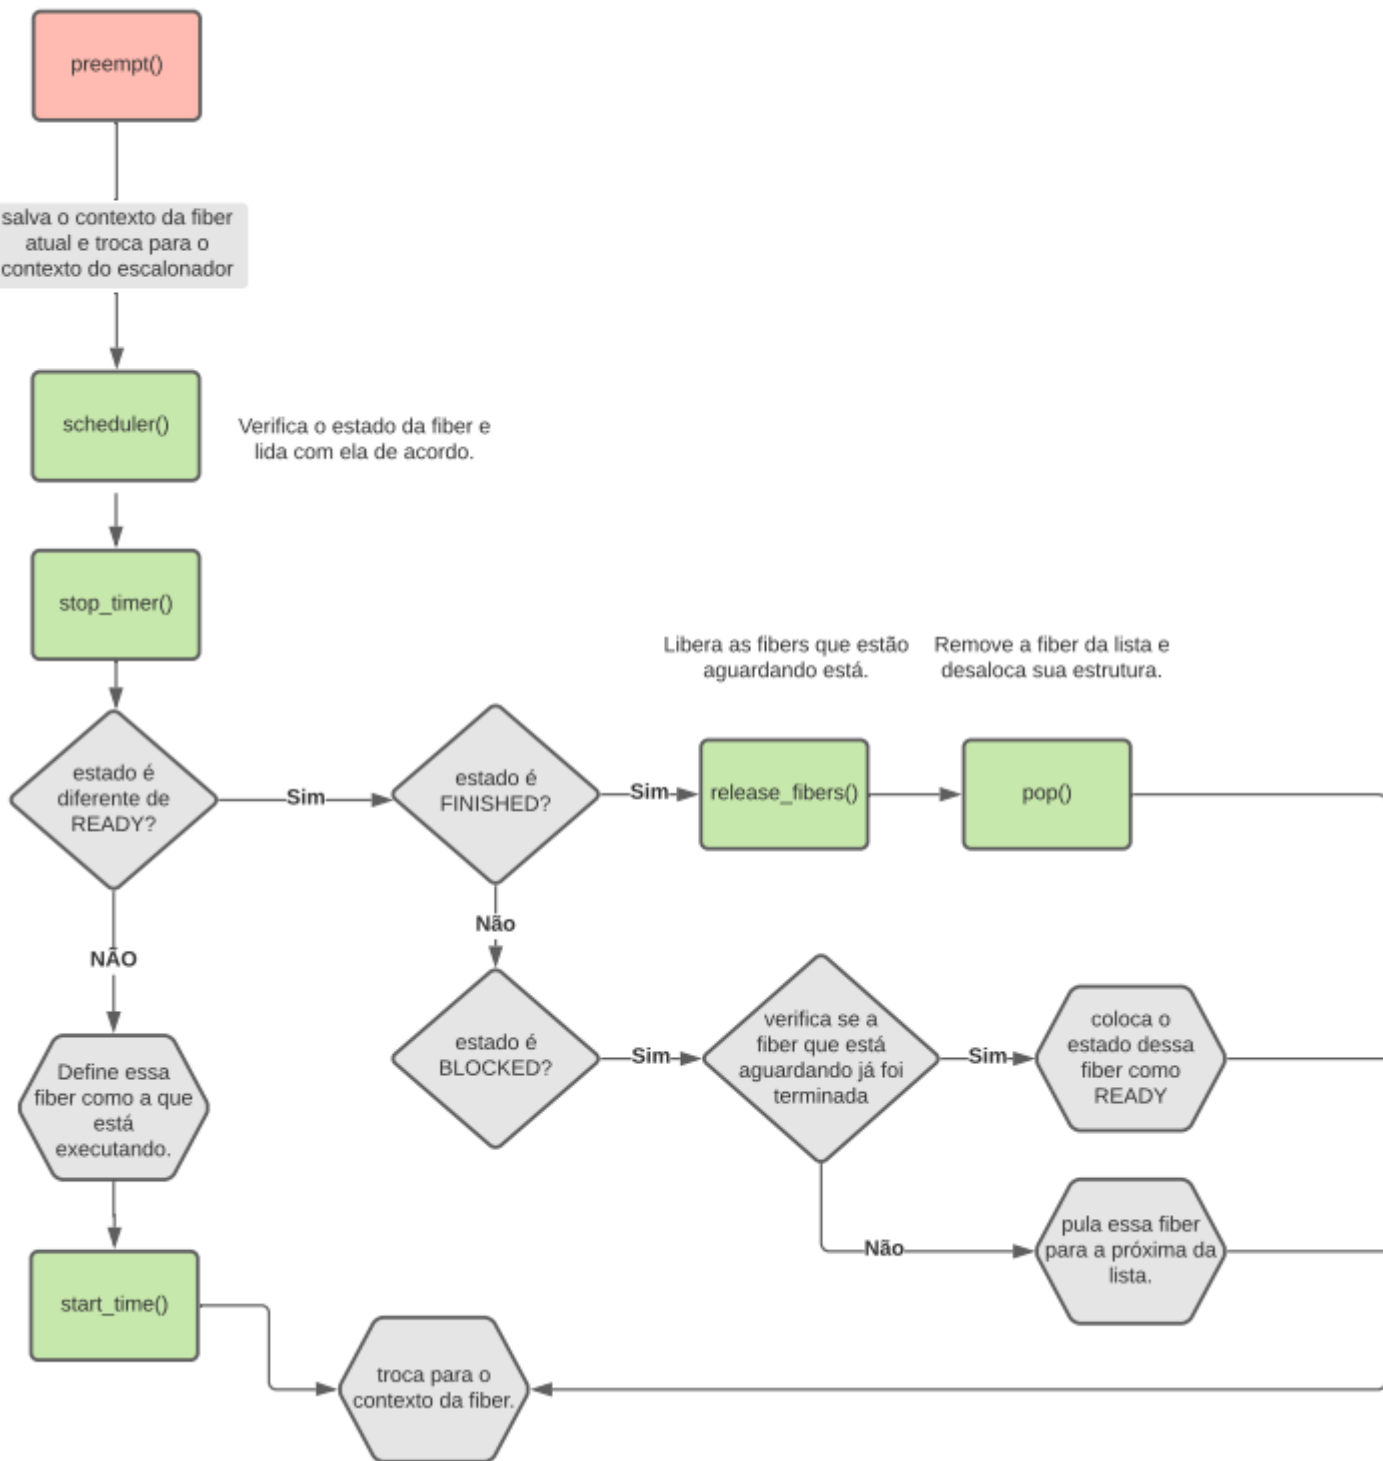 preempt()
salva o contexto da fiber
atual e troca para o
contexto do escalonador
scheduler()
Verifica o estado da fiber e
lida com ela de acordo.
stop_timer()
Libera as fibers que estão
aguardando está.
Remove a fiber da lista e
desaloca sua estrutura.
estado é
diferente de
READY?
Sim
estado é
FINISHED?
Sim
release_fibers()
pop()
Não
NÃO
estado é
BLOCKED?
Sim
verifica se a
fiber que está
aguardando já foi
terminada
Sim
coloca o
estado dessa
fiber como
READY
Define essa
fiber como a que
está
executando.
Não
pula essa fiber
para a próxima da
lista.
start_time()
troca para o
contexto da fiber.